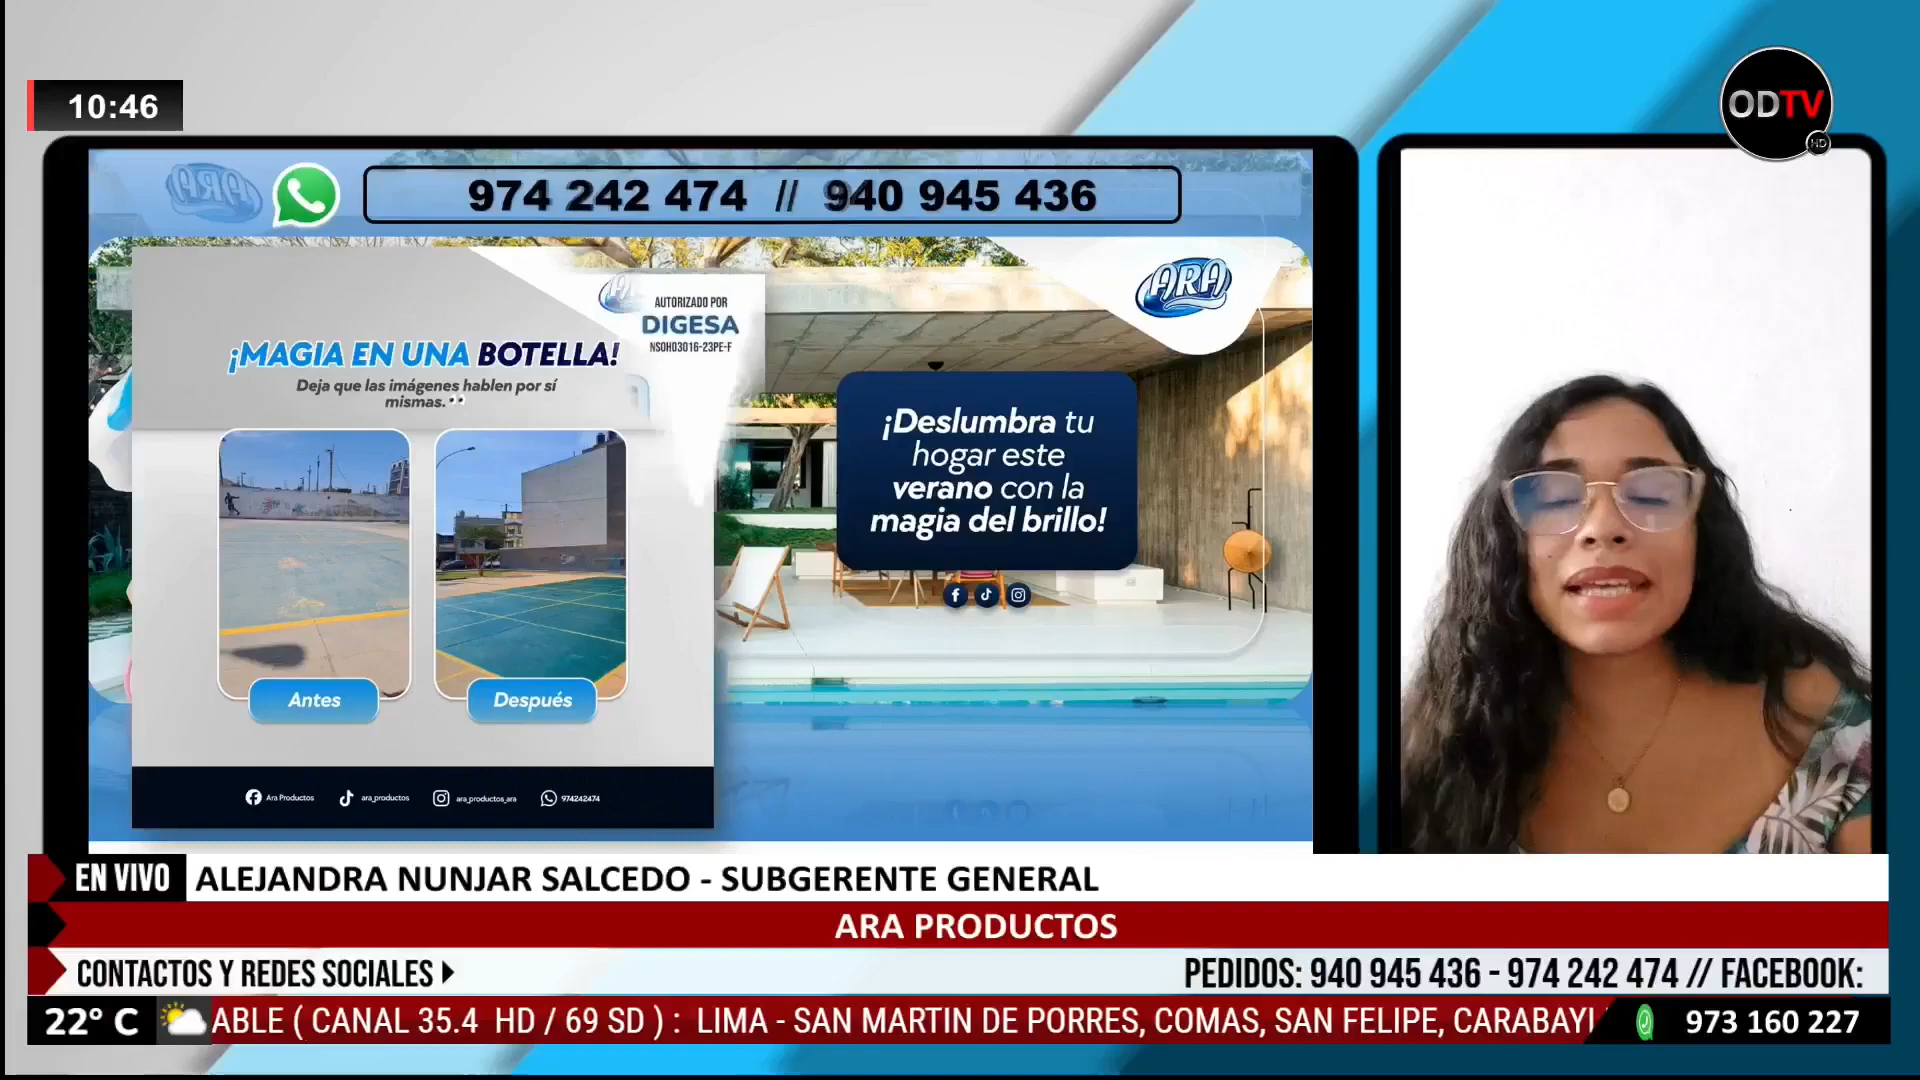 10:46
ODTV
HD
ARA
974 242 474 // 940 945 436
ARA
AUTORIZADO POR
DIGESA
NSOHD3016-23PE-F
¡MAGIA EN UNA BOTELLA!
Deja que las imágenes hablen por sí
mismas.
Antes
Después
Ara Productos
ara_productos
ara_productos_ara
974242474
¡Deslumbra tu
hogar este
verano con la
magia del brillo!
EN VIVO
ALEJANDRA NUNJAR SALCEDO - SUBGERENTE GENERAL
ARA PRODUCTOS
CONTACTOS Y REDES SOCIALES
PEDIDOS: 940 945 436 - 974 242 474 // FACEBOOK:
22° C
ABLE ( CANAL 35.4 HD / 69 SD ) : LIMA - SAN MARTIN DE PORRES, COMAS, SAN FELIPE, CARABAYL
973 160 227